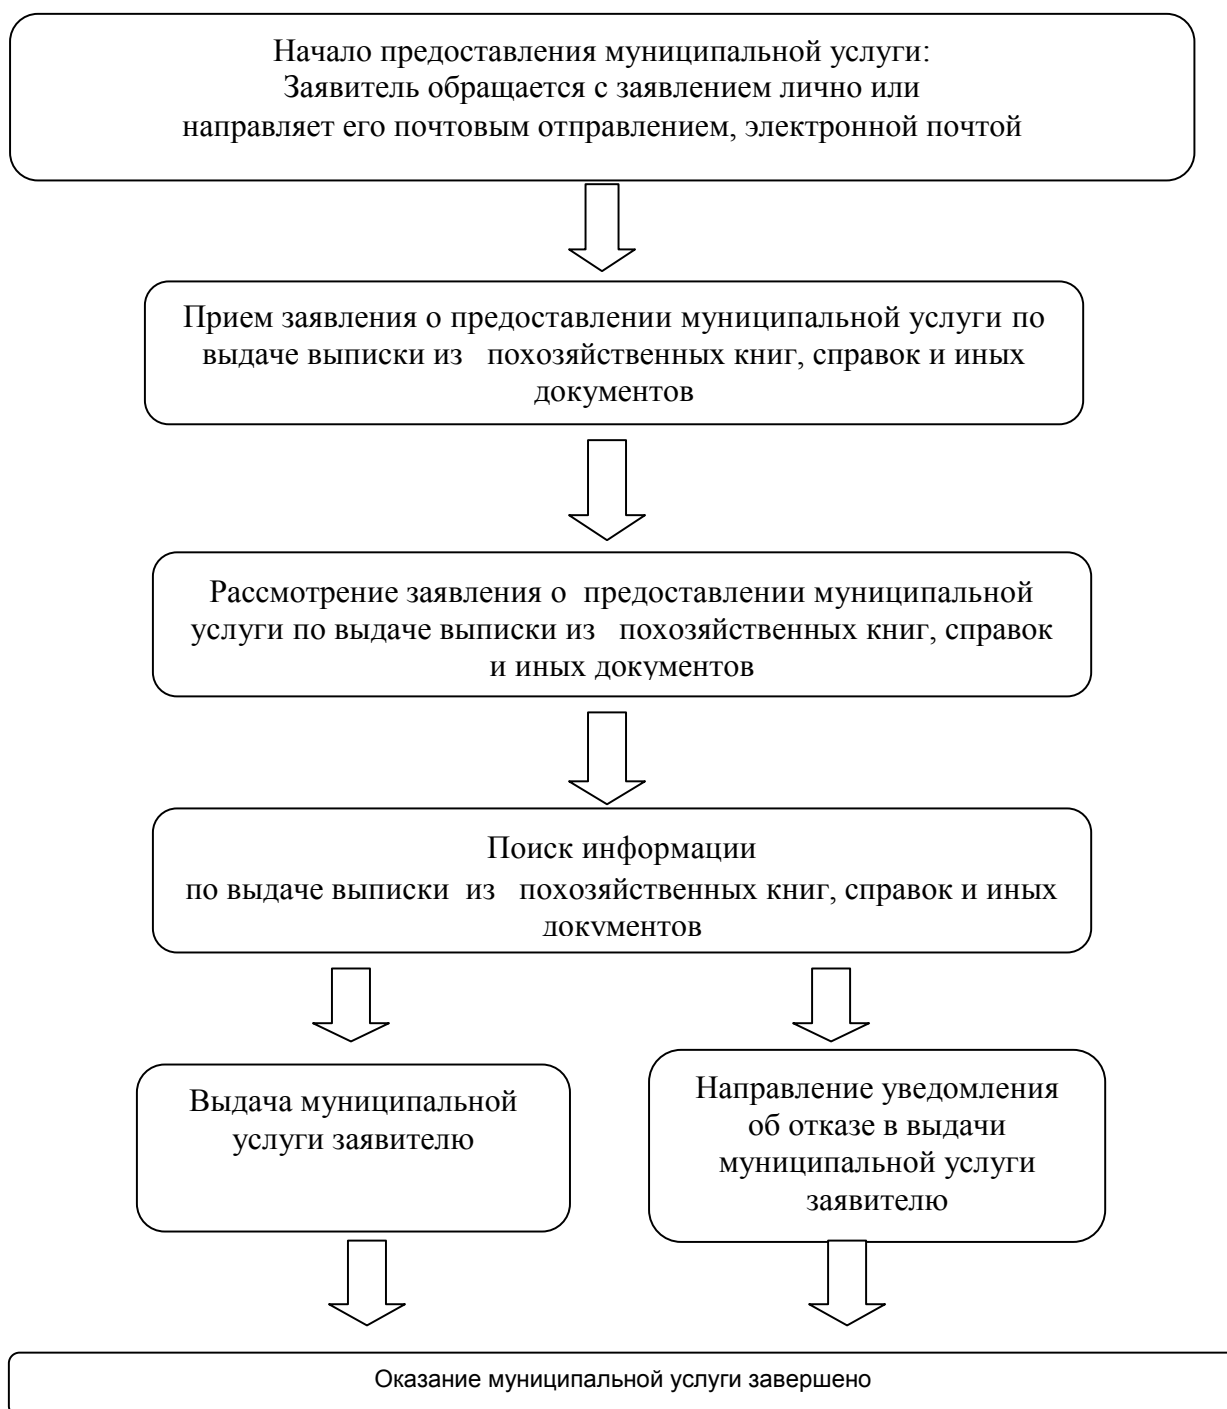 Начало предоставления муниципальной услуги:
Заявитель обращается с заявлением лично или
направляет его почтовым отправлением, электронной почтой
Прием заявления о предоставлении муниципальной услуги по
выдаче выписки из похозяйственных книг, справок и иных
документов
Рассмотрение заявления о предоставлении муниципальной
услуги по выдаче выписки из похозяйственных книг, справок
и иных документов
Поиск информации
по выдаче выписки из похозяйственных книг, справок и иных
документов
Выдача муниципальной
услуги заявителю
Направление уведомления
об отказе в выдачи
муниципальной услуги
заявителю
Оказание муниципальной услуги завершено